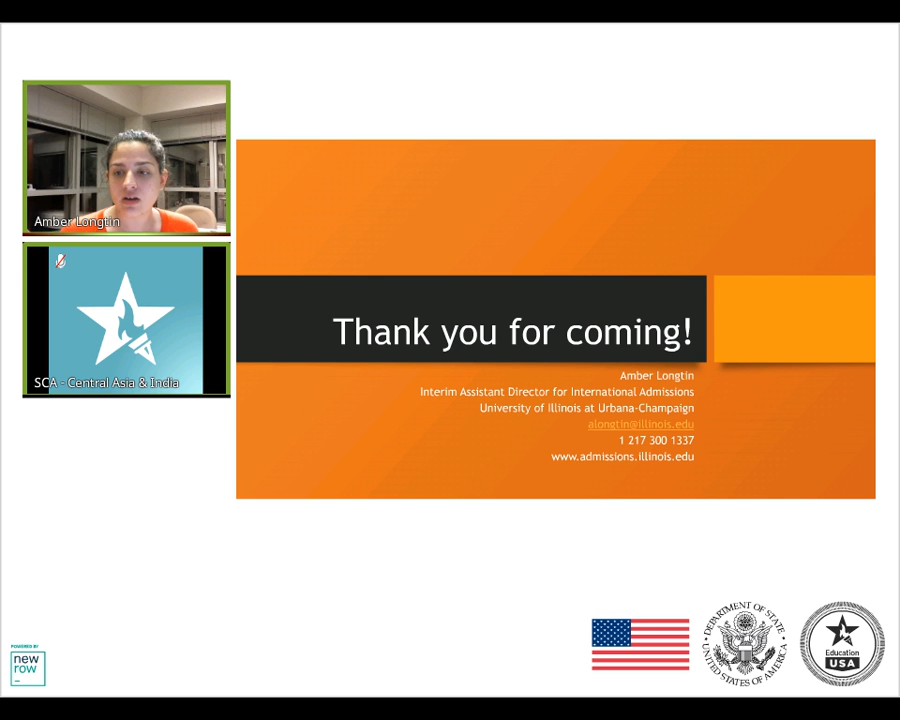 Amber Longtin
SCA - Central Asia & India
Thank you for coming!
Amber Longtin
Interim Assistant Director for International Admissions
University of Illinois at Urbana-Champaign
alongtin@illinois.edu
1 217 300 1337
www.admissions.illinois.edu
POWERED BY
new
row
DEPARTMENT OF STATE
UNITED STATES OF AMERICA
Education
USA